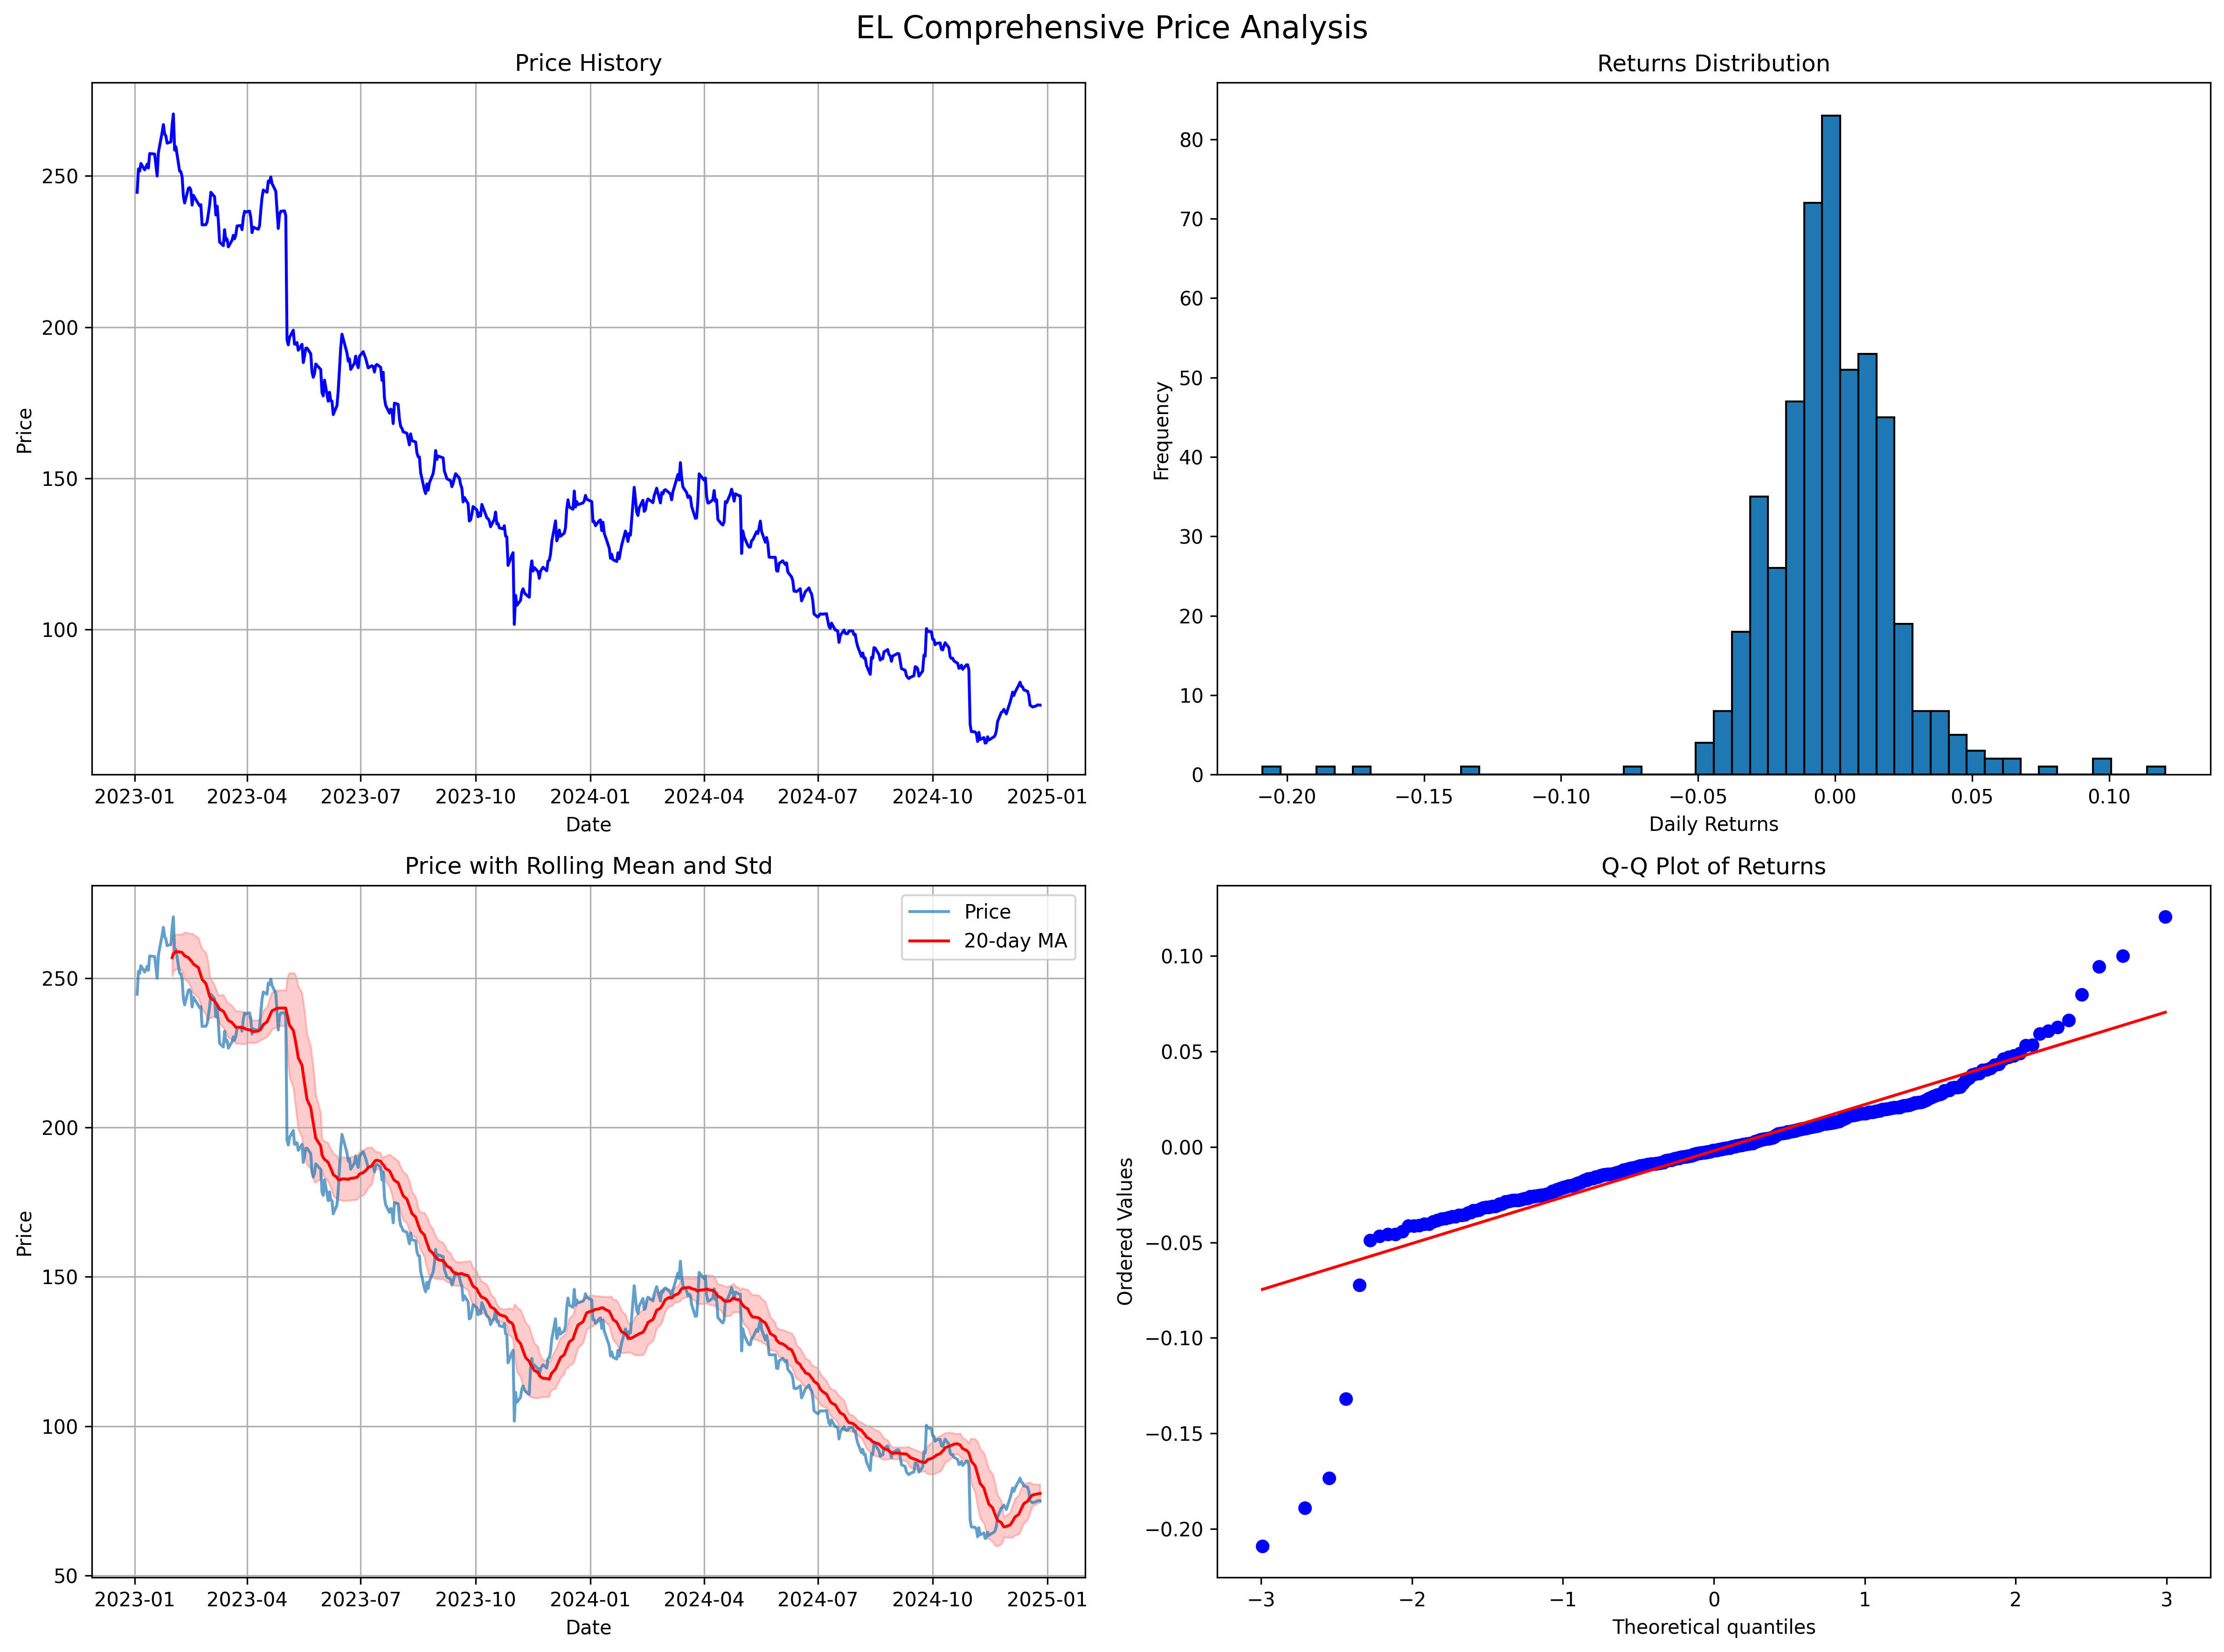 EL Comprehensive Price Analysis
Price History
250
200
150
100
Price
2023-01 2023-04 2023-07 2023-10 2024-01 2024-04 2024-07 2024-10 2025-01
Date
Returns Distribution
80
70
60
50
40
30
20
10
0
Frequency
−0.20 −0.15 −0.10 −0.05 0.00 0.05 0.10
Daily Returns
Price with Rolling Mean and Std
Price
20-day MA
250
200
150
100
50
Price
2023-01 2023-04 2023-07 2023-10 2024-01 2024-04 2024-07 2024-10 2025-01
Date
Q-Q Plot of Returns
0.10
0.05
0.00
−0.05
−0.10
−0.15
−0.20
Ordered Values
−3 −2 −1 0 1 2 3
Theoretical quantiles